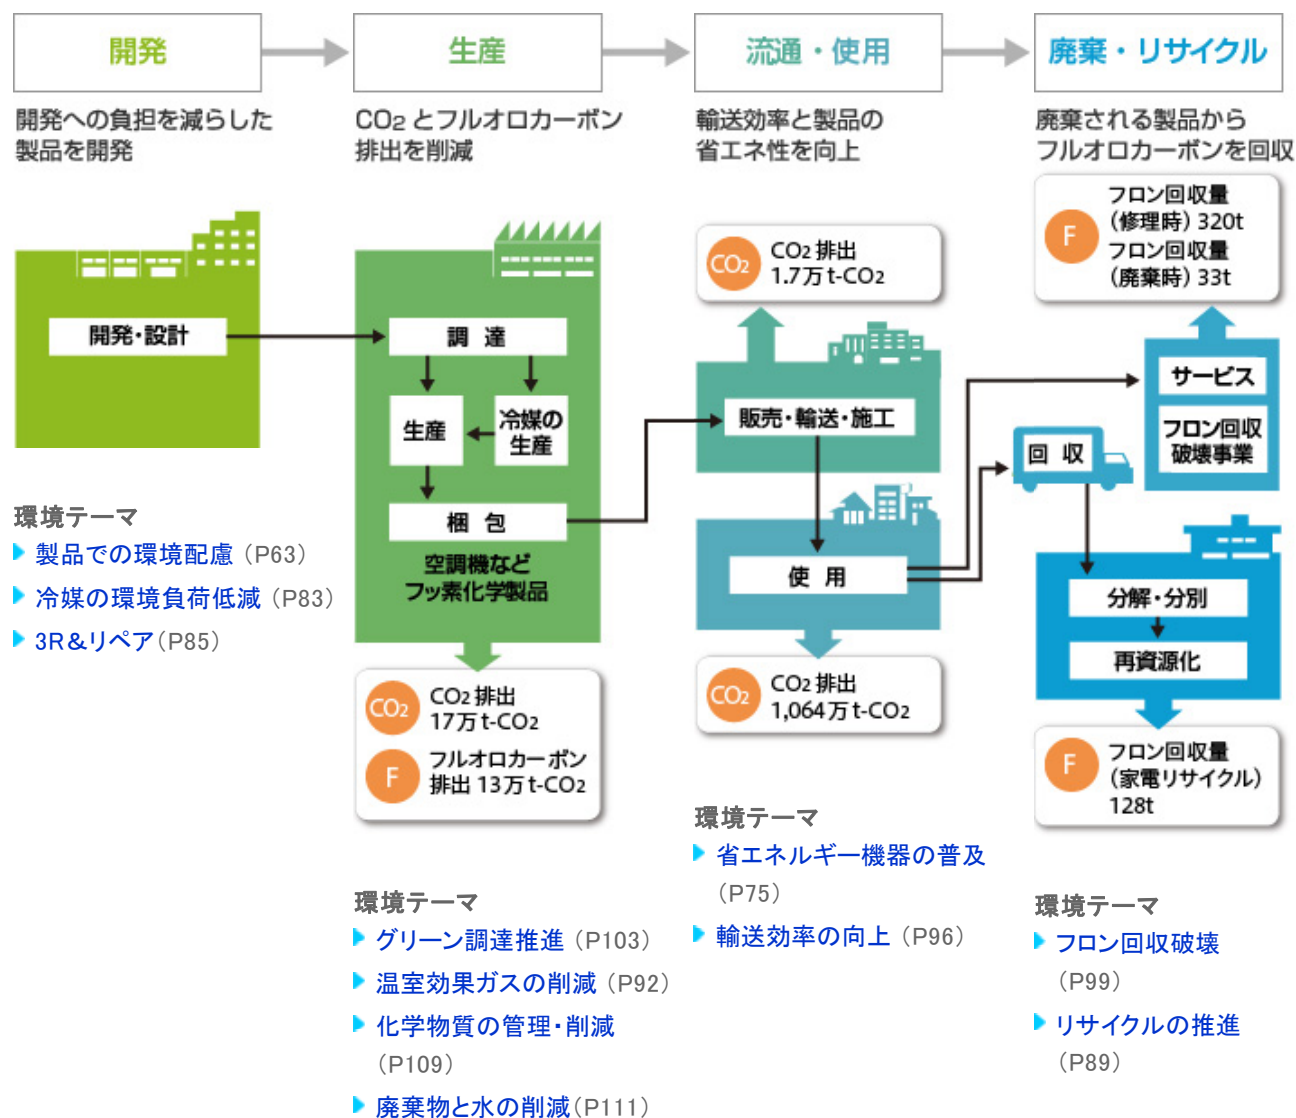 開発
生産
流通・使用
廃棄・リサイクル
開発への負担を減らした
製品を開発
CO2 とフルオロカーボン
排出を削減
輸送効率と製品の
省エネ性を向上
廃棄される製品から
フルオロカーボンを回収
開発・設計
環境テーマ
製品での環境配慮 (P63)
冷媒の環境負荷低減 (P83)
3R&リペア(P85)
調 達
生産
冷媒の
生産
梱 包
空調機など
フッ素化学製品
CO2
CO2 排出
17万 t-CO2
F
フルオロカーボン
排出 13万 t-CO2
環境テーマ
グリーン調達推進 (P103)
温室効果ガスの削減 (P92)
化学物質の管理・削減
(P109)
廃棄物と水の削減(P111)
CO2
CO2 排出
1.7万 t-CO2
販売・輸送・施工
使 用
CO2
CO2 排出
1,064万 t-CO2
環境テーマ
省エネルギー機器の普及
(P75)
輸送効率の向上 (P96)
F
フロン回収量
(修理時) 320t
フロン回収量
(廃棄時) 33t
サービス
フロン回収
破壊事業
回 収
分解・分別
再資源化
F
フロン回収量
(家電リサイクル)
128t
環境テーマ
フロン回収破壊
(P99)
リサイクルの推進
(P89)